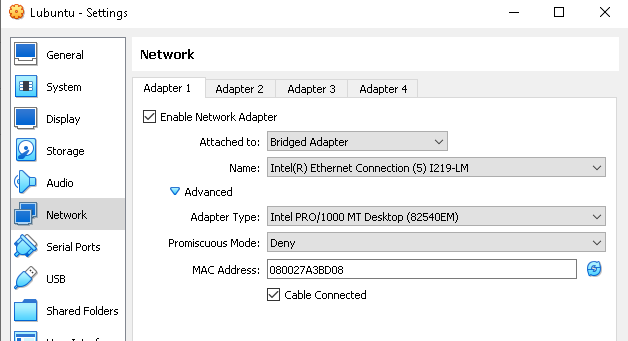 Lubuntu - Settings
General
System
Display
Storage
Audio
Network
Serial Ports
USB
Shared Folders
Network
Adapter 1
Adapter 2
Adapter 3
Adapter 4
Enable Network Adapter
Attached to: Bridged Adapter
Name: Intel(R) Ethernet Connection (5) I219-LM
Advanced
Adapter Type: Intel PRO/1000 MT Desktop (82540EM)
Promiscuous Mode: Deny
MAC Address: 080027A3BD08
Cable Connected